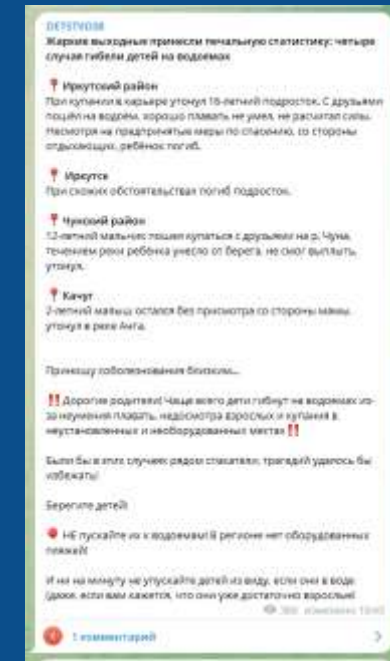 DETSTVO38
Жаркие выходные принесли печальную статистику: четыре
случая гибели детей на водоемах
Иркутский район
При купании в карьере утонул 16-летний подросток. С друзьями
пошёл на водоём, хорошо плавать не умел, не расчитал силы.
Несмотря на предпринятые меры по спасению, со стороны
отдыхающих, ребёнок погиб.
Иркутск
При схожих обстоятельствах погиб подросток.
Чунский район
12-летний мальчик пошел купаться с друзьями на р. Чуна,
течением реки ребёнка унесло от берега, не смог выплыть,
утонул.
Качуг
2-летний малыш остался без присмотра со стороны мамы,
утонул в реке Анга.
Приношу соболезнования близким...
‼ Дорогие родители! Чаще всего дети гибнут на водоемах из-
за неумения плавать, недосмотра взрослых и купания в
неустановленных и необорудованных местах ‼
Были бы в этих случаях рядом спасатели, трагедий удалось бы
избежать!
Берегите детей!
НЕ пускайте их к водоемам! В регионе нет оборудованных
пляжей!
И ни на минуту не упускайте детей из виду, если они в воде
(даже, если вам кажется, что они уже достаточно взрослые)
изменено
1 комментарий